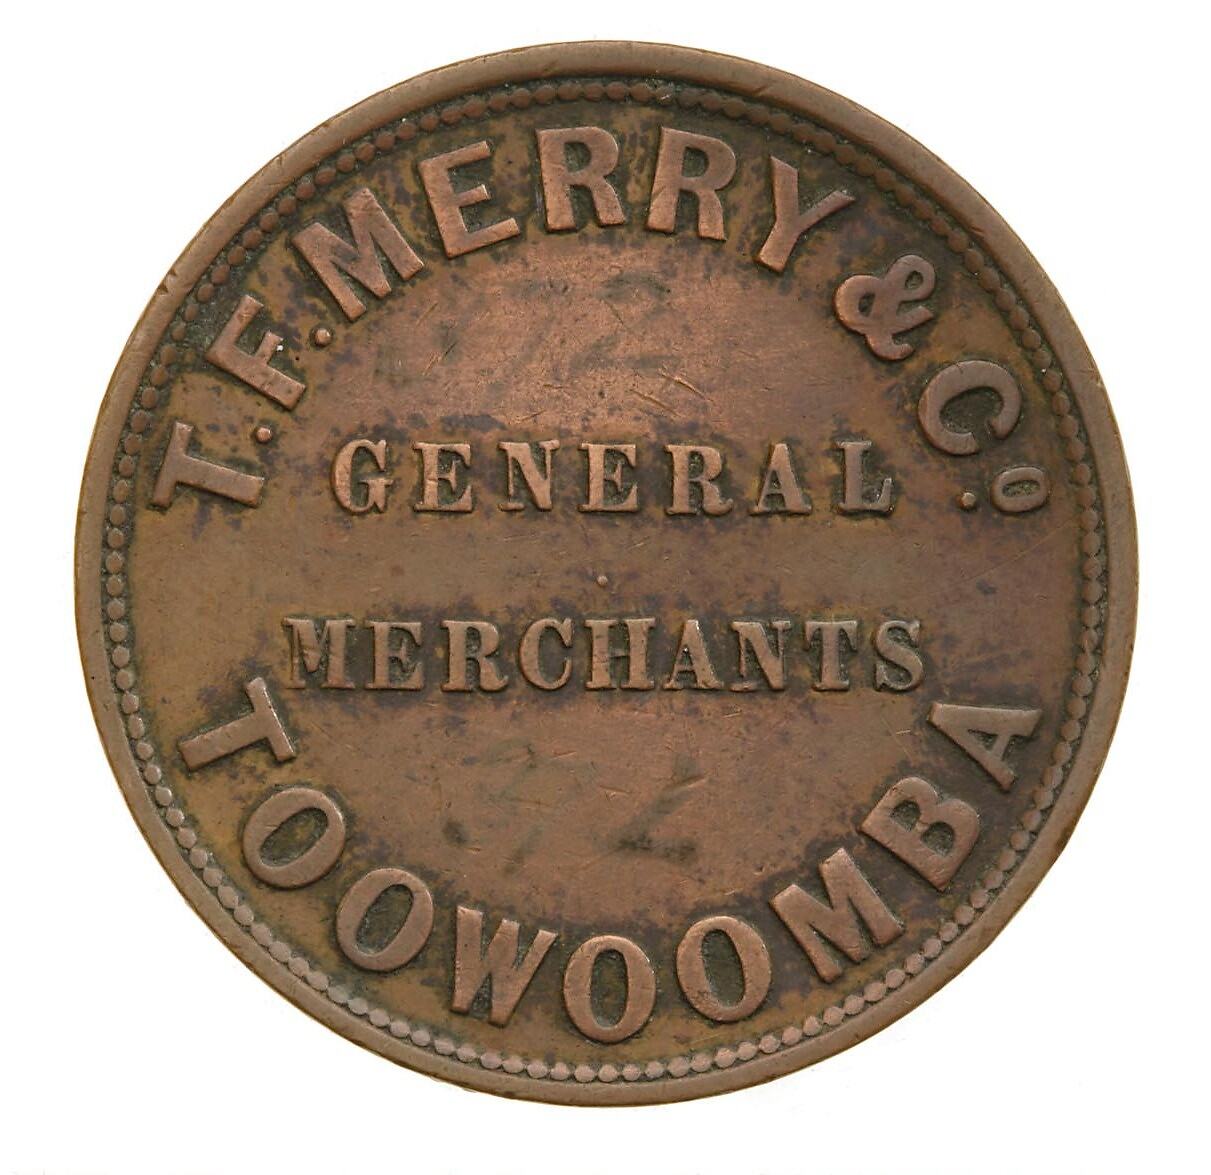 T.F. MERRY & Co.
GENERAL
MERCHANTS
TOOWOOMBA